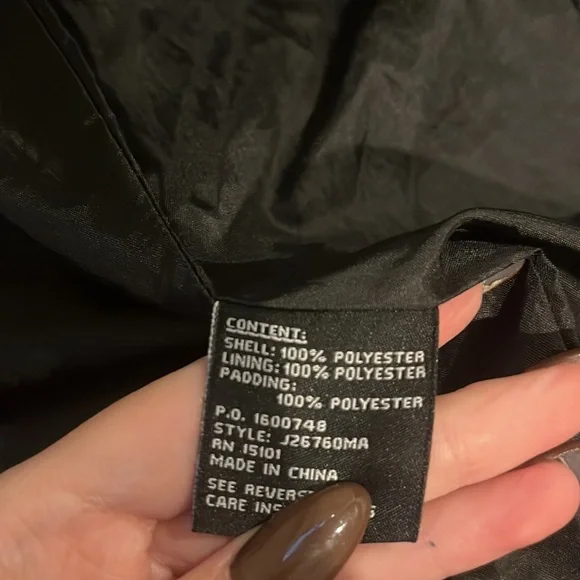 CONTENT:
SHELL: 100% POLYESTER
LINING: 100% POLYESTER
PADDING:
100% POLYESTER
P.O. 1600748
STYLE: J26760MA
RN 15101
MADE IN CHINA
SEE
CARE